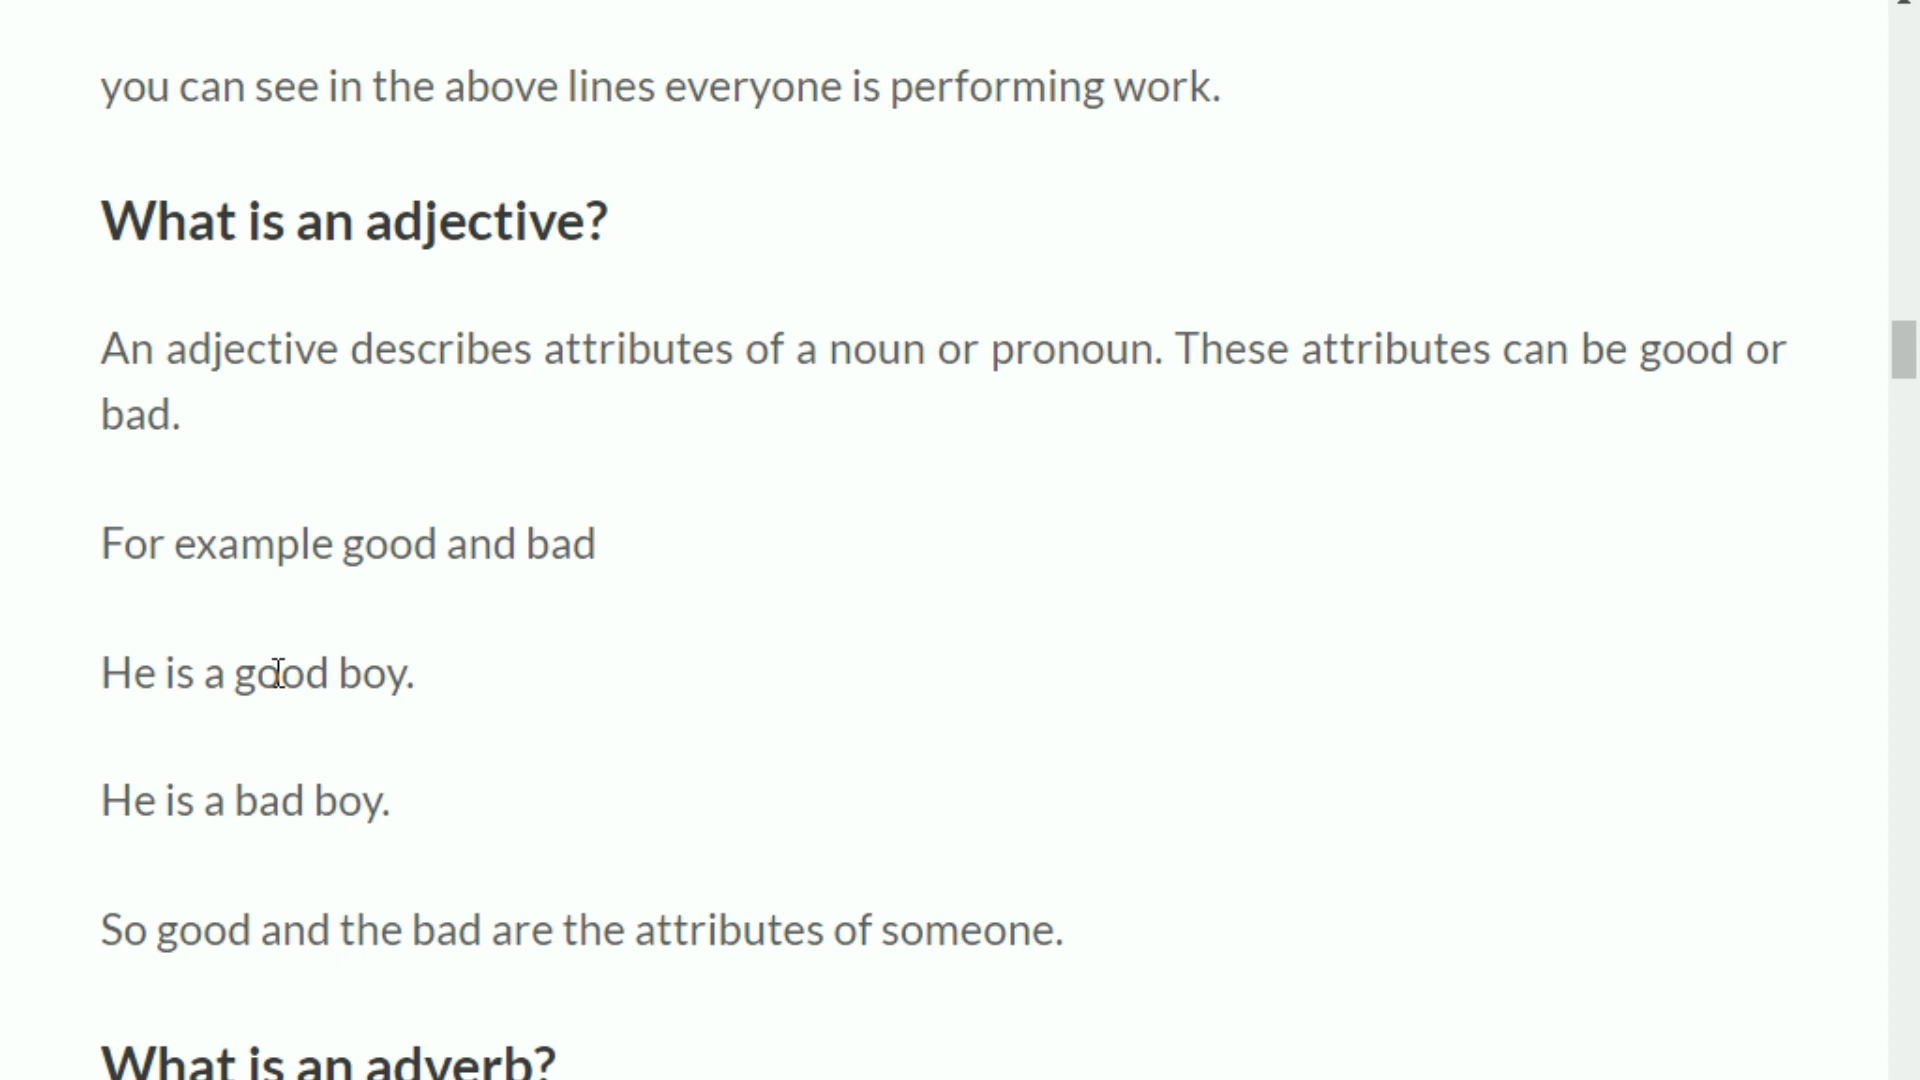 you can see in the above lines everyone is performing work.
What is an adjective?
An adjective describes attributes of a noun or pronoun. These attributes can be good or
bad.
For example good and bad
He is a good boy.
He is a bad boy.
So good and the bad are the attributes of someone.
What is an adverb?